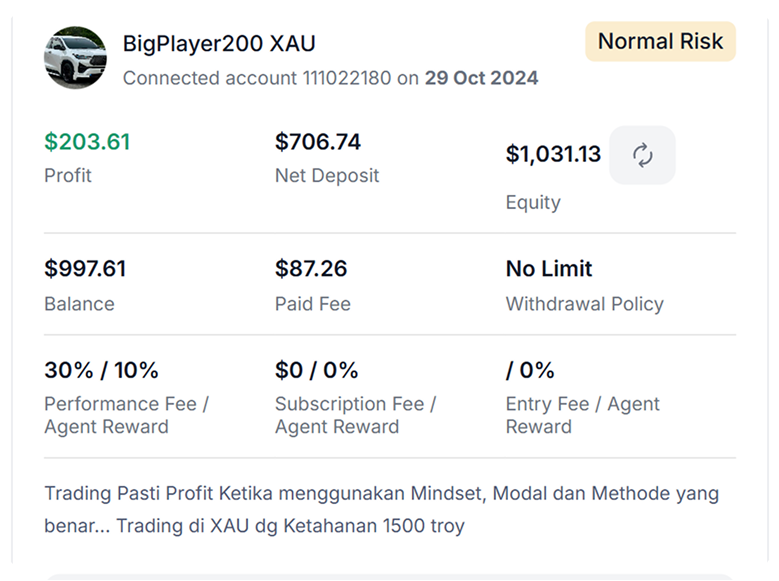 BigPlayer200 XAU
Normal Risk
Connected account 111022180 on 29 Oct 2024
$203.61
Profit
$706.74
Net Deposit
$1,031.13
Equity
$997.61
Balance
$87.26
Paid Fee
No Limit
Withdrawal Policy
30% / 10%
Performance Fee /
Agent Reward
$0 / 0%
Subscription Fee /
Agent Reward
/ 0%
Entry Fee / Agent
Reward
Trading Pasti Profit Ketika menggunakan Mindset, Modal dan Methode yang
benar... Trading di XAU dg Ketahanan 1500 troy